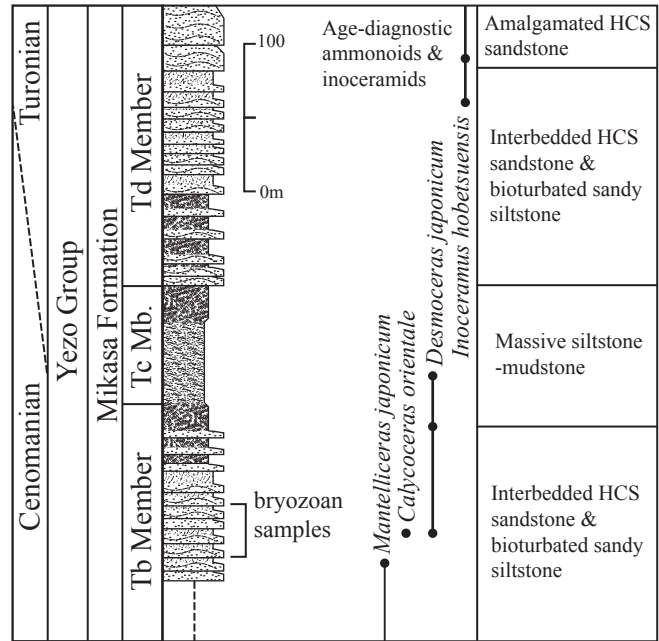 Turonian
Cenomanian
Yezo Group
Mikasa Formation
Td Member
Tc Mb.
Tb Member
100
0m
bryozoan
samples
Age-diagnostic
ammonoids &
inoceramids
Mantelliceras japonicum
Calycoceras orientale
Desmoceras japonicum
Inoceramus hobetsuensis
Amalgamated HCS
sandstone
Interbedded HCS
sandstone &
bioturbated sandy
siltstone
Massive siltstone
-mudstone
Interbedded HCS
sandstone &
bioturbated sandy
siltstone